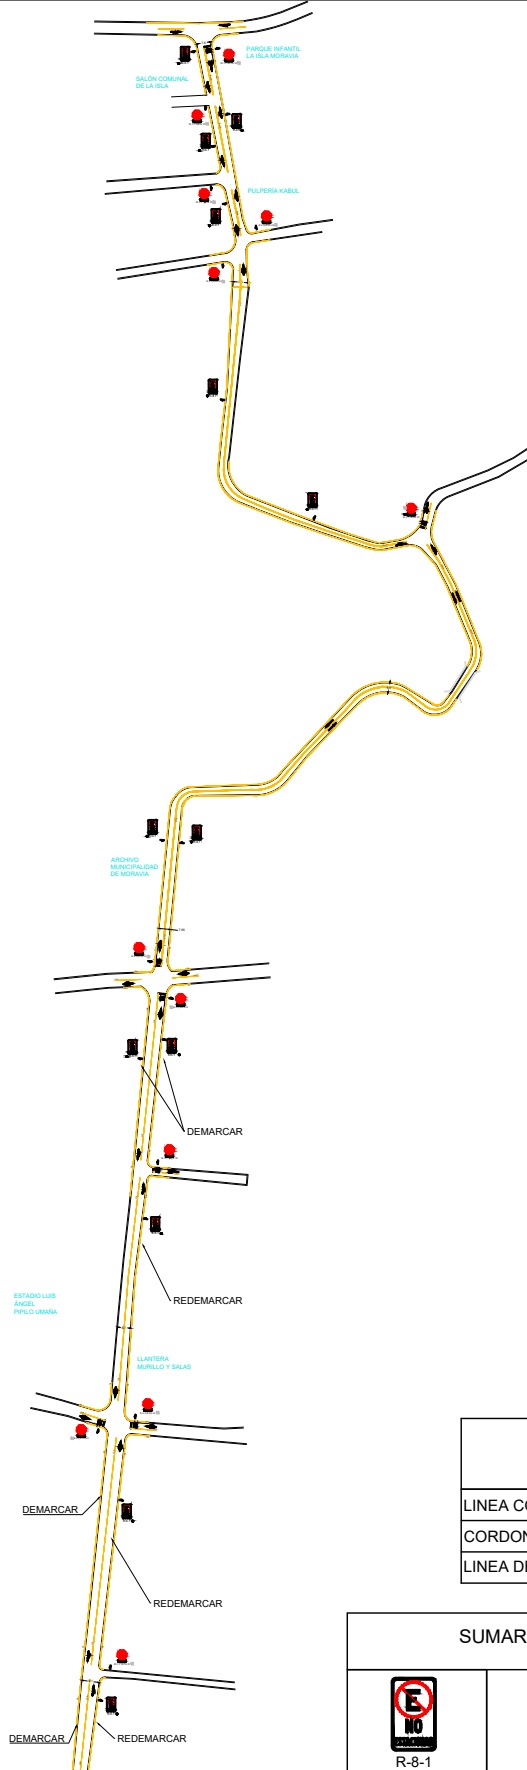 PARQUE INFANTIL
LA ISLA MORAVIA
SALÓN COMUNAL
DE LA ISLA
PULPERIA KABUL
ARCHIVO
MUNICIPALIDAD
DE MORAVIA
DEMARCAR
REDEMARCAR
ESTADIO LUIS
ÁNGEL
PIPILO UMAÑA
LLANTERA
MURILLO Y SALAS
DEMARCAR
REDEMARCAR
DEMARCAR
REDEMARCAR
LINEA CO
CORDON
LINEA DE
SUMAR
E
NO
ESTACIONAR
R-8-1